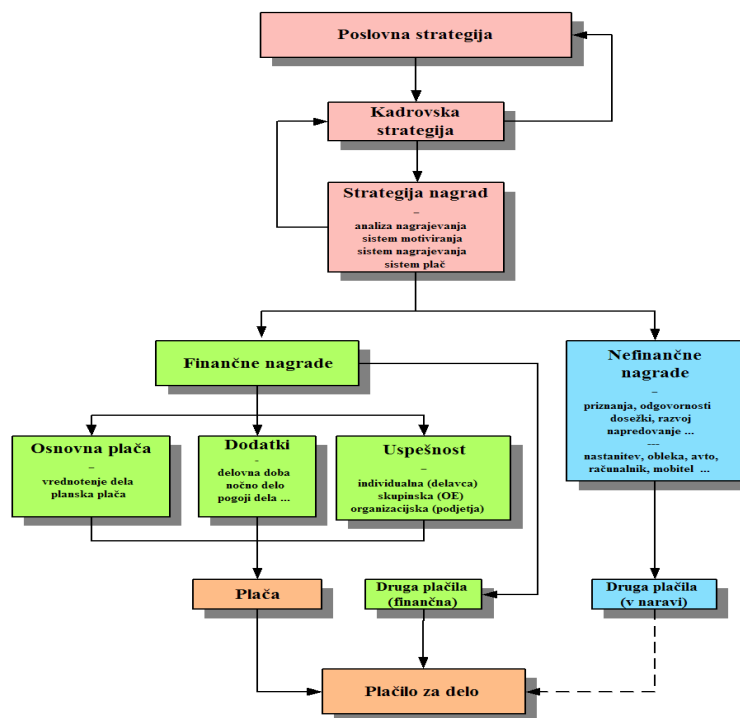 Poslovna strategija
Kadrovska
strategija
Strategija nagrad
–
analiza nagrajevanja
sistem motiviranja
sistem nagrajevanja
sistem plač
Finančne nagrade
Nefinančne
nagrade
–
priznanja, odgovornosti
dosežki, razvoj
napredovanje ...
---
nastanitev, obleka, avto,
računalnik, mobitel ...
Osnovna plača
–
vrednotenje dela
planska plača
Dodatki
-
delovna doba
nočno delo
pogoji dela ...
Uspešnost
–
individualna (delavca)
skupinska (OE)
organizacijska (podjetja)
Plača
Druga plačila
(finančna)
Druga plačila
(v naravi)
Plačilo za delo